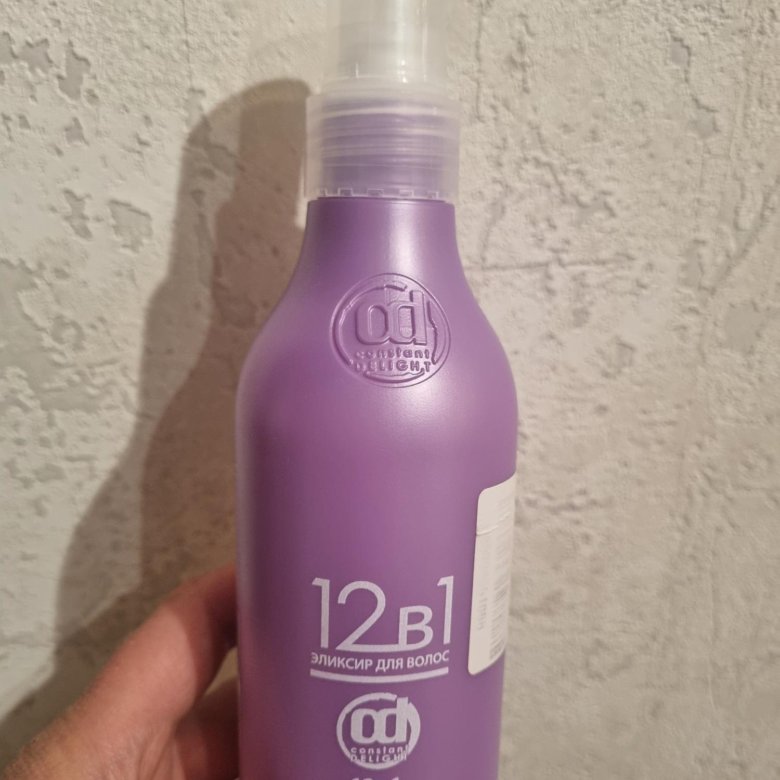 cd
constant
DELIGHT
12в1
ЭЛИКСИР ДЛЯ ВОЛОС
cd
constant
DELIGHT